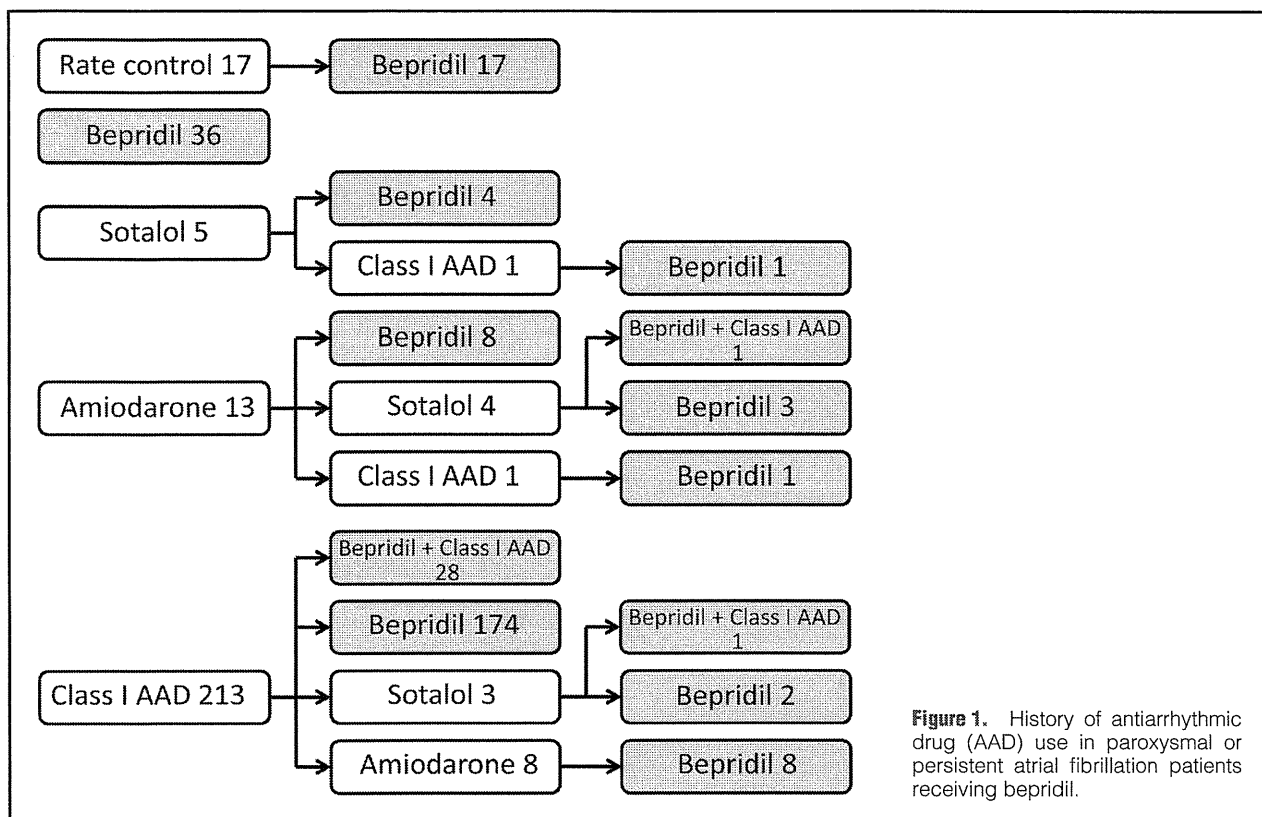 Rate control 17
Bepridil 17
Bepridil 36
Sotalol 5
Bepridil 4
Class I AAD 1
Bepridil 1
Amiodarone 13
Bepridil 8
Sotalol 4
Bepridil + Class I AAD
1
Bepridil 3
Class I AAD 1
Bepridil 1
Class I AAD 213
Bepridil + Class I AAD
28
Bepridil 174
Sotalol 3
Bepridil + Class I AAD
1
Bepridil 2
Amiodarone 8
Bepridil 8
Figure 1. History of antiarrhythmic
drug (AAD) use in paroxysmal or
persistent atrial fibrillation patients
receiving bepridil.